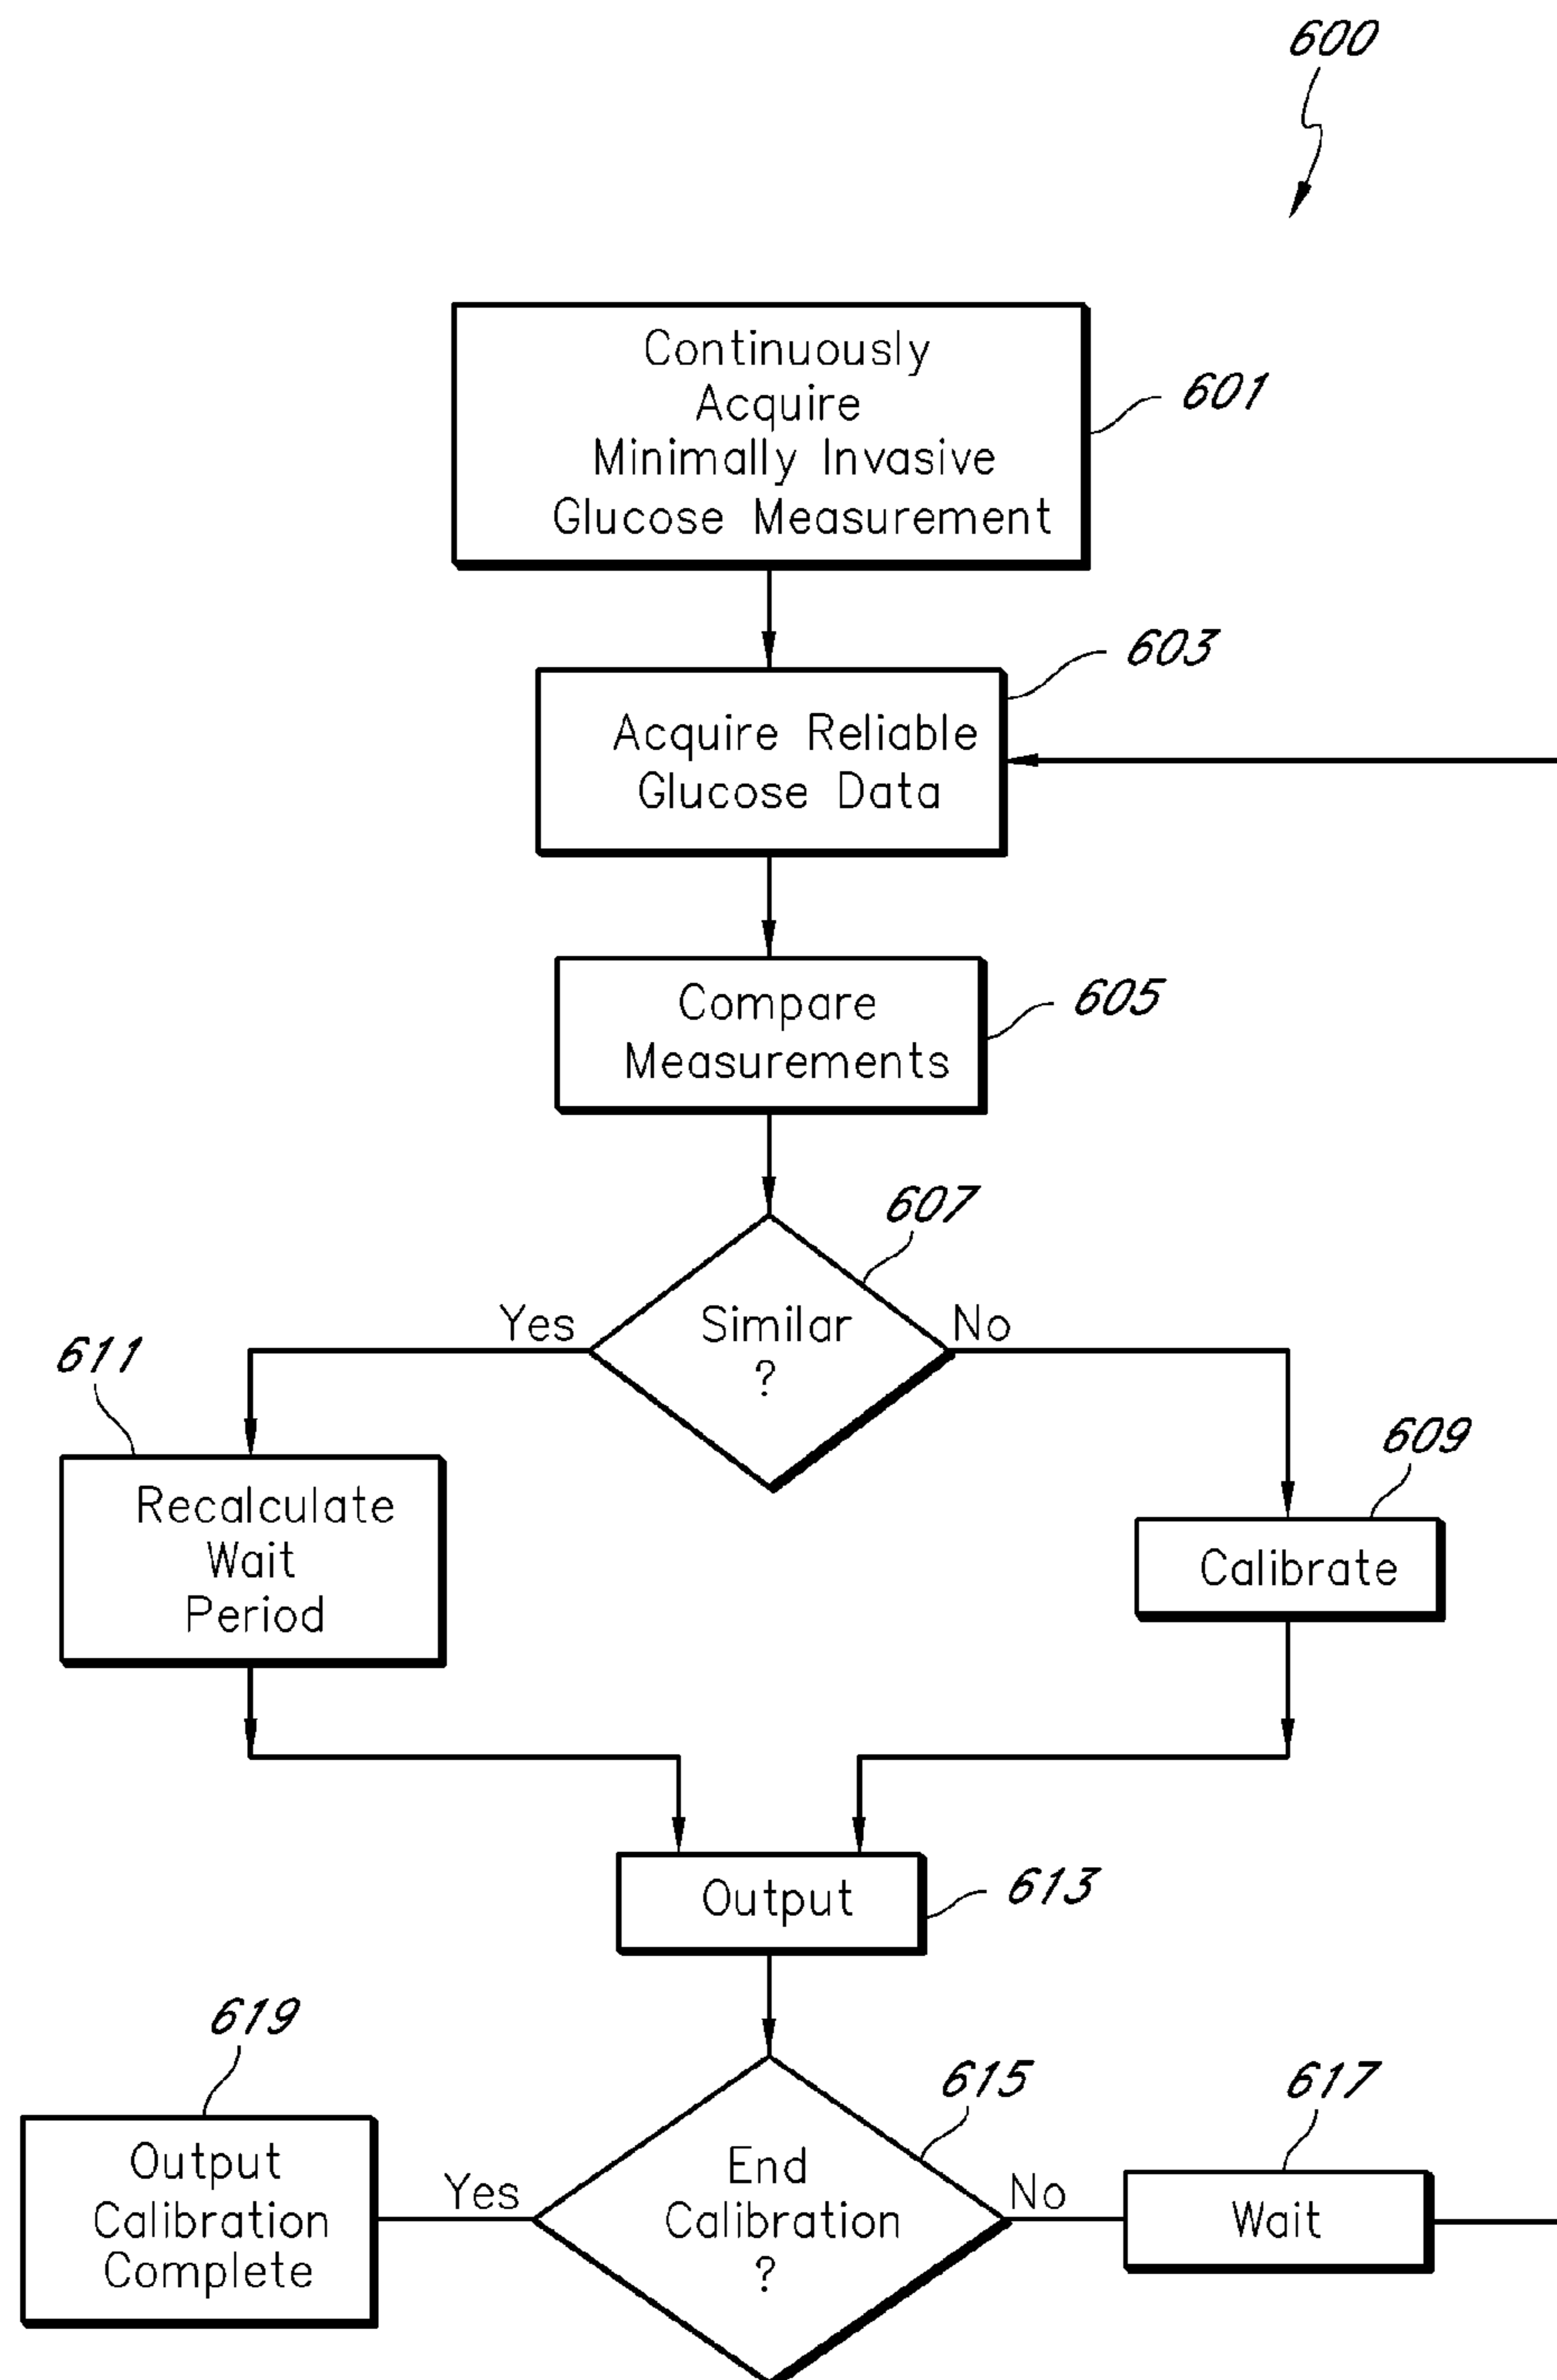 600
Continuously
Acquire
Minimally Invasive
Glucose Measurement
601
603
Acquire Reliable
Glucose Data
Compare
Measurements
605
607
Yes
Similar
?
No
611
Recalculate
Wait
Period
609
Calibrate
Output
613
619
Output
Calibration
Complete
Yes
615
End
Calibration
?
No
617
Wait